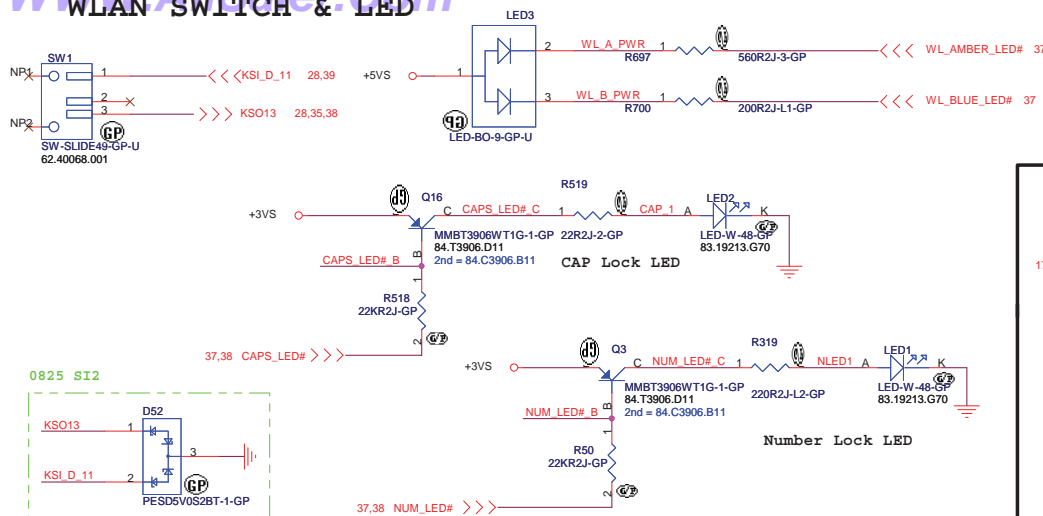 WLAN SWITCH & LED
LED3
SW1
NP1
1
KSI_D_11 28,39
2
3
KSO13 28,35,38
NP2
GP
SW-SLIDE49-GP-U
62.40068.001
+5VS
1
2
WL_A_PWR
1
R697
560R2J-3-GP
WL_AMBER_LED# 37
3
WL_B_PWR
1
R700
200R2J-L1-GP
WL_BLUE_LED# 37
GP
LED-BO-9-GP-U
+3VS
GP
Q16
C
CAPS_LED#_C
1
R519
22R2J-2-GP
CAP_1
A
LED2
K
LED-W-48-GP
83.19213.G70
MMBT3906WT1G-1-GP
84.T3906.D11
2nd = 84.C3906.B11
B
CAPS_LED#_B
1
R518
22KR2J-GP
2
G/P
CAP Lock LED
37,38 CAPS_LED#
+3VS
GP
Q3
C
NUM_LED#_C
1
R319
220R2J-L2-GP
NLED1
A
LED1
K
LED-W-48-GP
83.19213.G70
MMBT3906WT1G-1-GP
84.T3906.D11
2nd = 84.C3906.B11
B
NUM_LED#_B
1
R50
22KR2J-GP
2
G/P
Number Lock LED
37,38 NUM_LED#
0825 SI2
D52
KSO13
1
3
KSI_D_11
2
GP
PESD5V0S2BT-1-GP